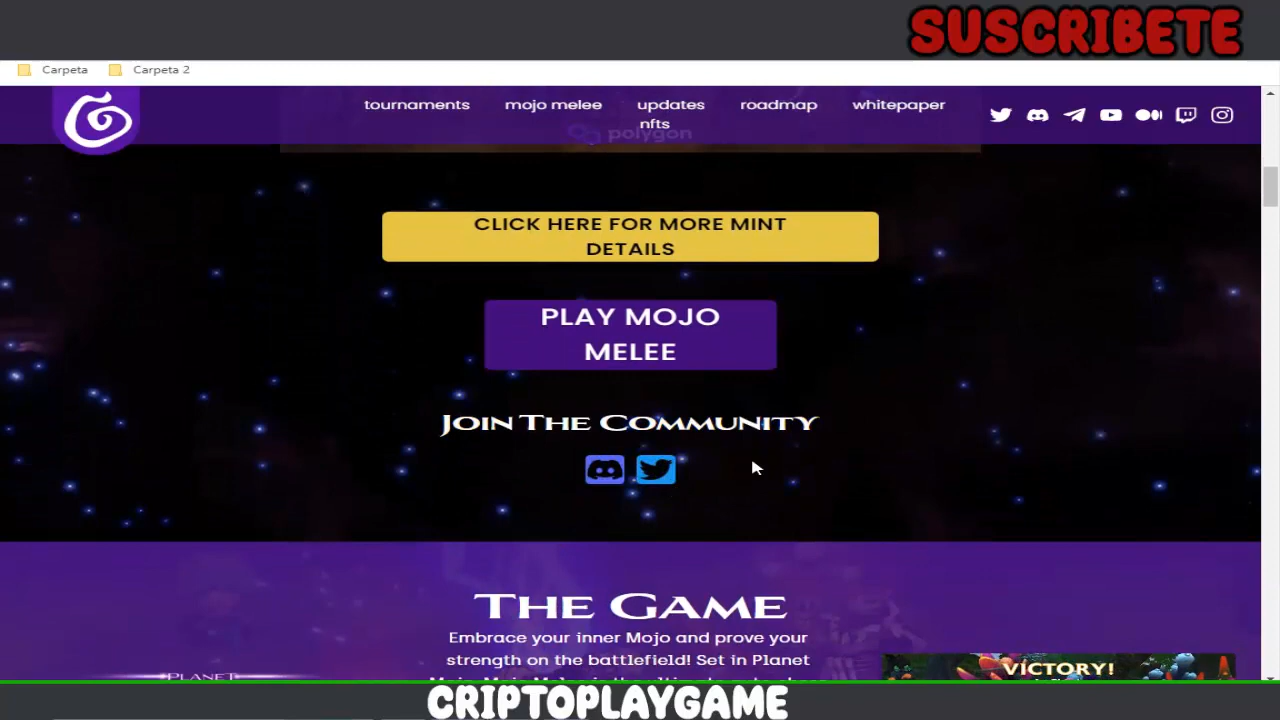 SUSCRIBETE
Carpeta Carpeta 2
tournaments mojo melee updates roadmap whitepaper
nfts
polygon
CLICK HERE FOR MORE MINT
DETAILS
PLAY MOJO
MELEE
JOIN THE COMMUNITY
THE GAME
Embrace your inner Mojo and prove your
strength on the battlefield! Set in Planet
PLANET
VICTORY!
CRIPTOPLAYGAME